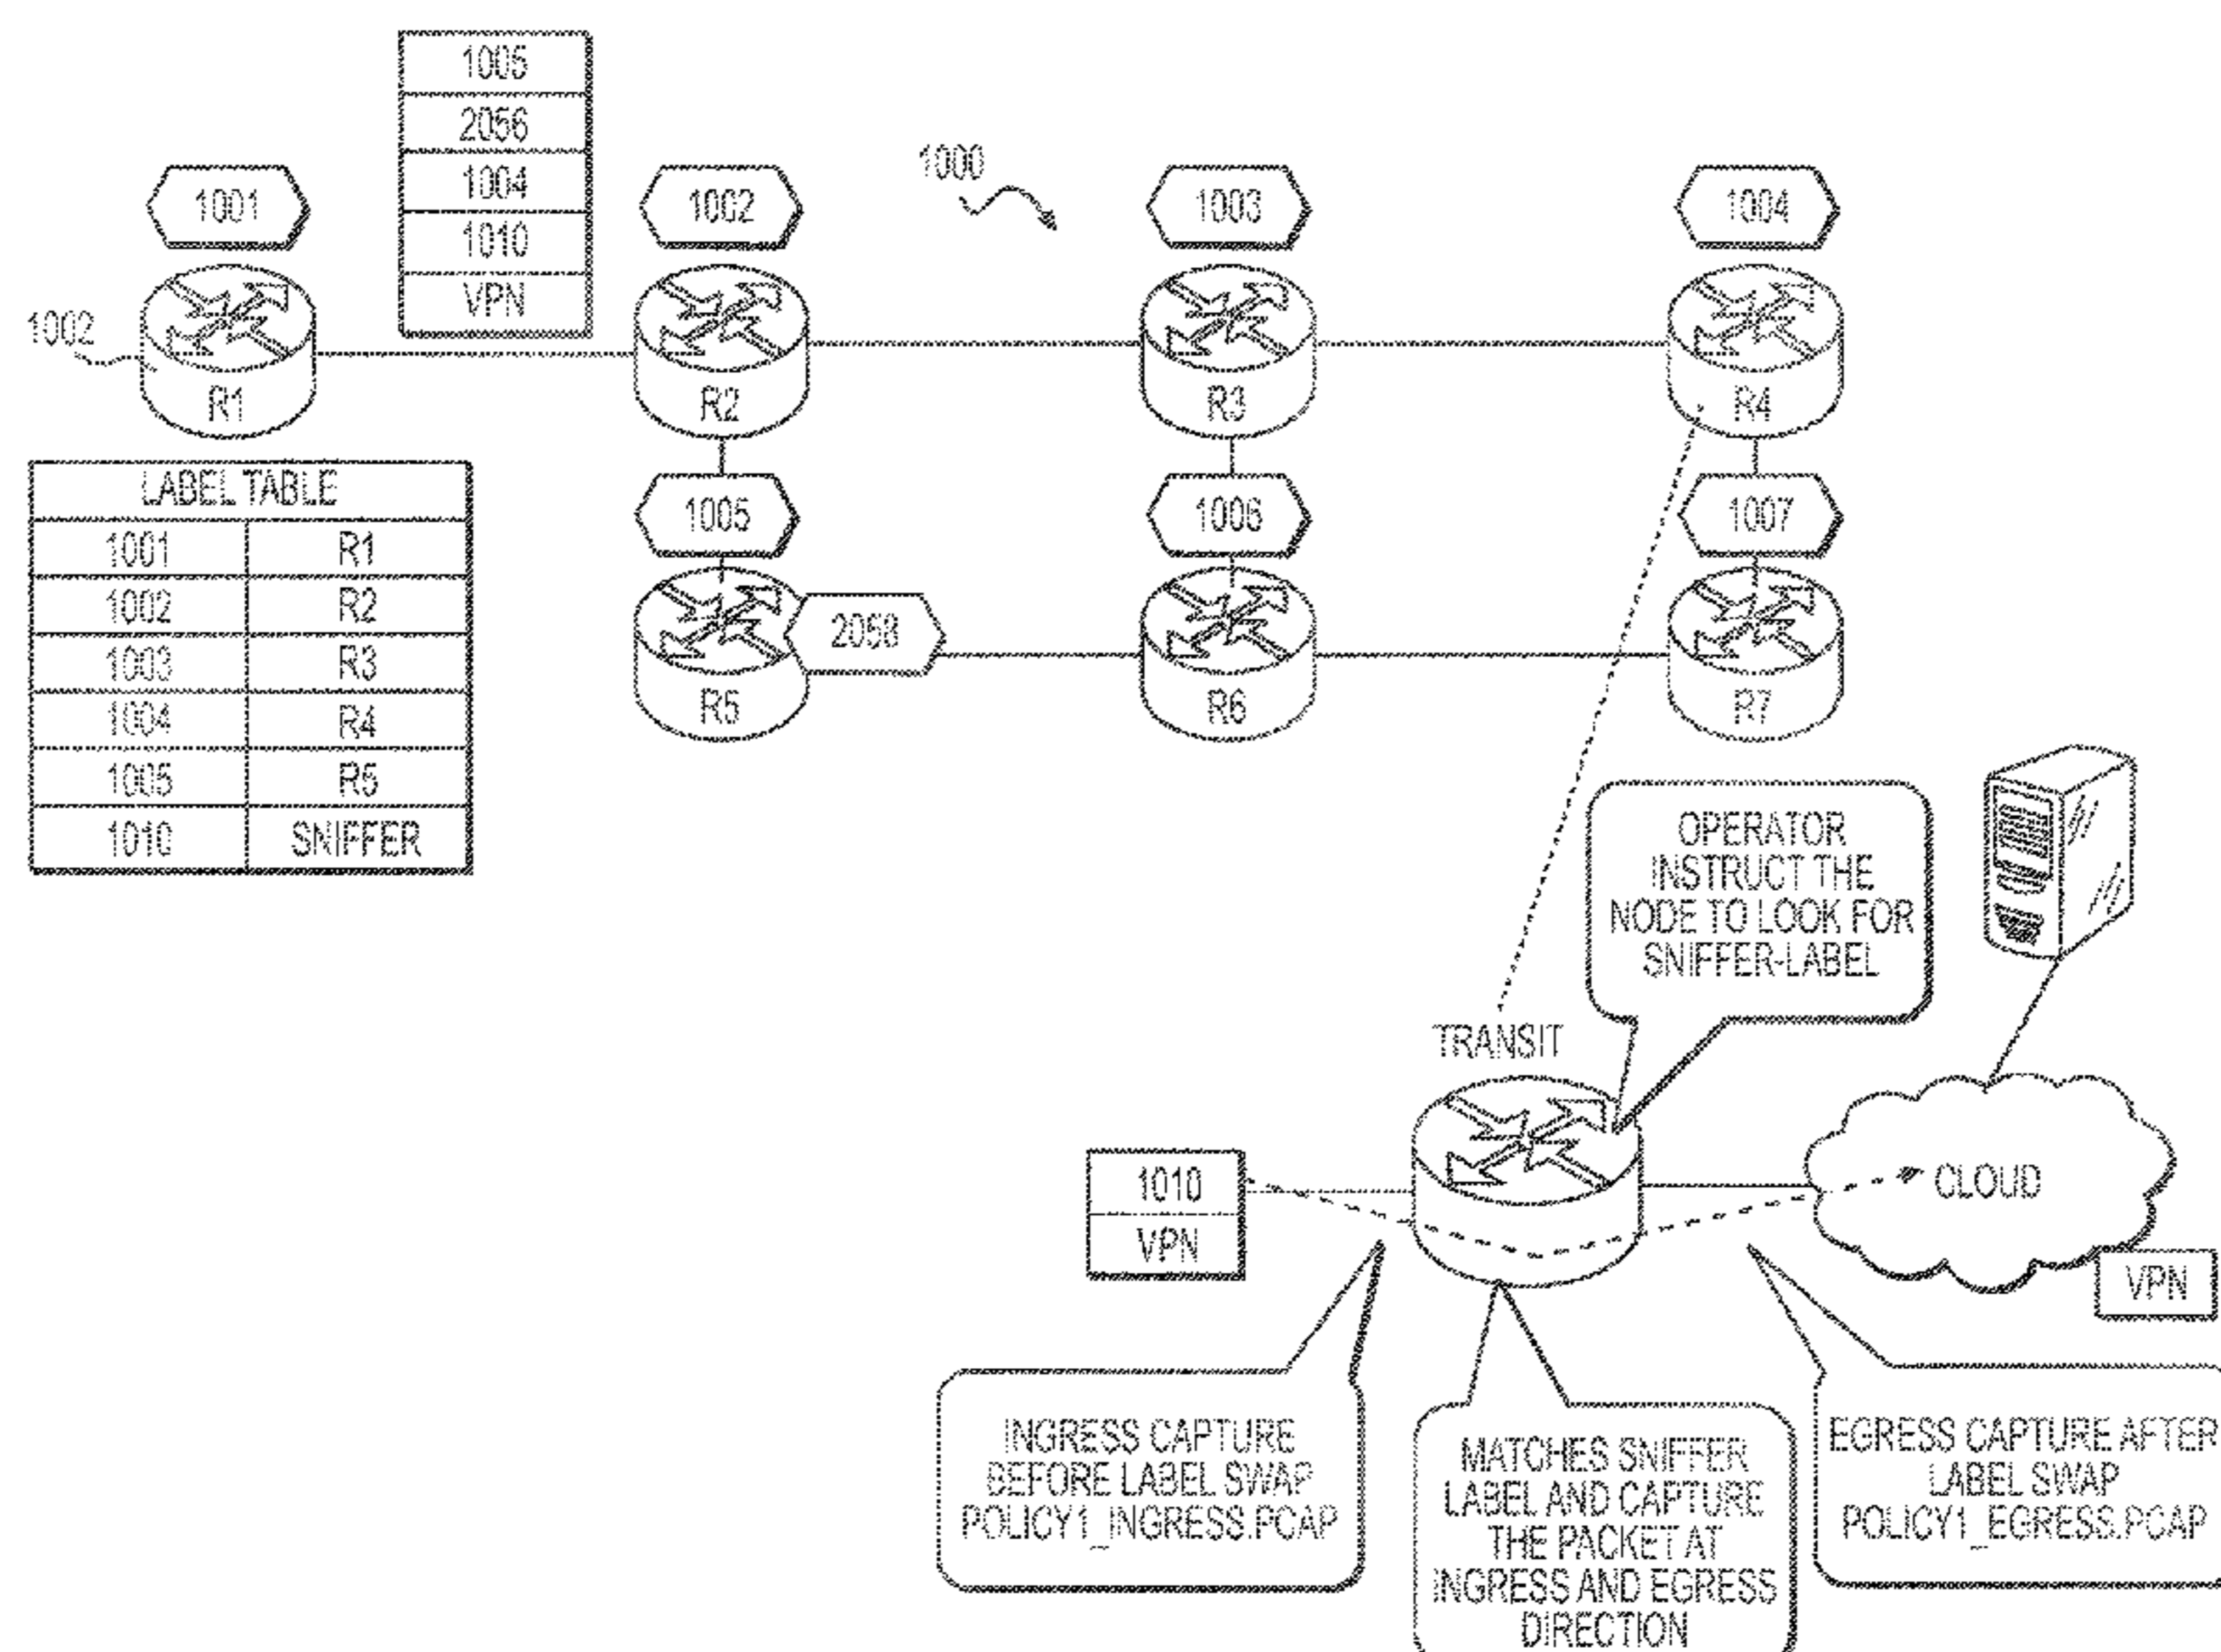 1005
2056
1004
1010
VPN
1001
1002
1000
1003
1004
1002
R1
R2
R3
R4
LABEL TABLE
1001 R1
1002 R2
1003 R3
1004 R4
1005 R5
1010 SNIFFER
1005
1006
1007
2058
R5
R6
R7
OPERATOR
INSTRUCT THE
NODE TO LOOK FOR
SNIFFER-LABEL
TRANSIT
1010
VPN
CLOUD
VPN
INGRESS CAPTURE
BEFORE LABEL SWAP
POLICY1_INGRESS.PCAP
MATCHES SNIFFER
LABEL AND CAPTURE
THE PACKET AT
INGRESS AND EGRESS
DIRECTION
EGRESS CAPTURE AFTER
LABEL SWAP
POLICY1_EGRESS.PCAP